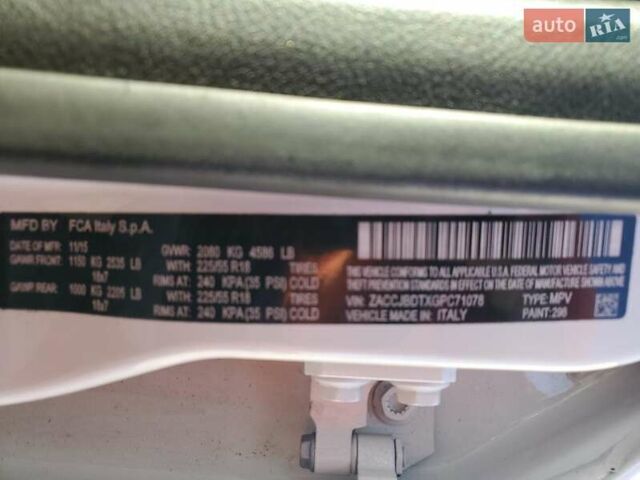 auto RIA.com
MFD BY FCA Italy S.p.A.
DATE OF MFR: 11/15 GVWR: 2080 KG 4586 LB
GAWR FRONT: 1150 KG 2535 LB WITH 225/55 R18 TIRES
RIMS AT: 240 KPA (35 PSI) COLD
GAWR REAR: 1000 KG 2205 LB WITH 225/55 R18 TIRES
RIMS AT: 240 KPA (35 PSI) COLD
THIS VEHICLE CONFORMS TO ALL APPLICABLE U.S. FEDERAL MOTOR VEHICLE SAFETY, BUMPER, AND
THEFT PREVENTION STANDARDS IN EFFECT ON THE DATE OF MANUFACTURE SHOWN ABOVE.
VIN: ZACCJBDTXGPC71078 TYPE: MPV
VEHICLE MADE IN: ITALY PAINT: 296